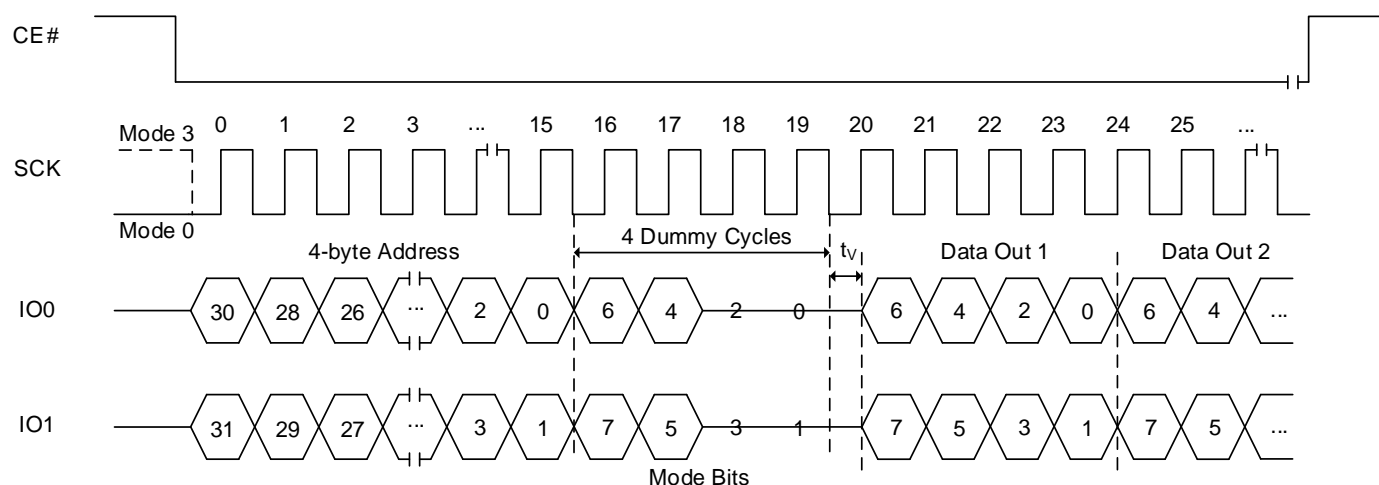 CE#
Mode 3
0 1 2 3 ... 15 16 17 18 19 20 21 22 23 24 25 ...
SCK
Mode 0
4-byte Address
4 Dummy Cycles
tV
Data Out 1
Data Out 2
IO0
30 28 26 ... 2 0 6 4 2 0 6 4 2 0 6 4 ...
IO1
31 29 27 ... 3 1 7 5 3 1 7 5 3 1 7 5 ...
Mode Bits